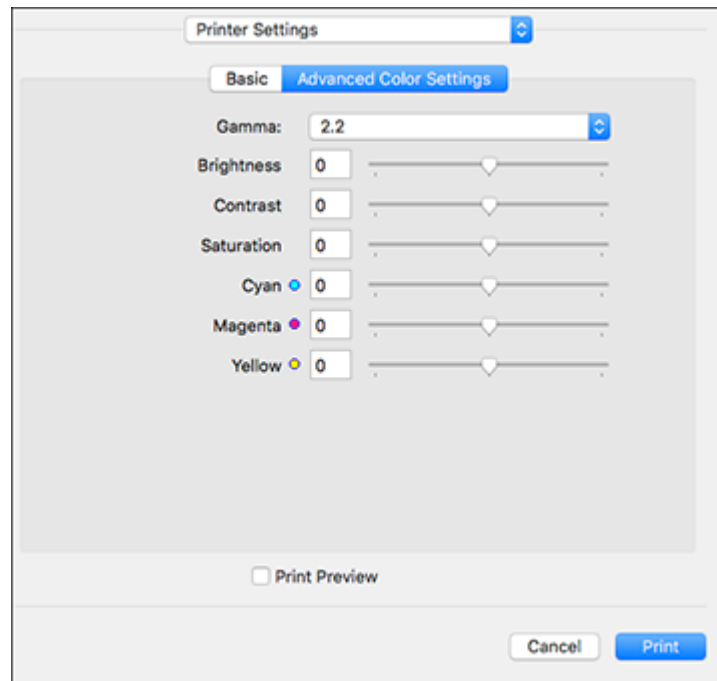 Printer Settings
Basic Advanced Color Settings
Gamma: 2.2
Brightness 0
Contrast 0
Saturation 0
Cyan 0
Magenta 0
Yellow 0
Print Preview
Cancel Print